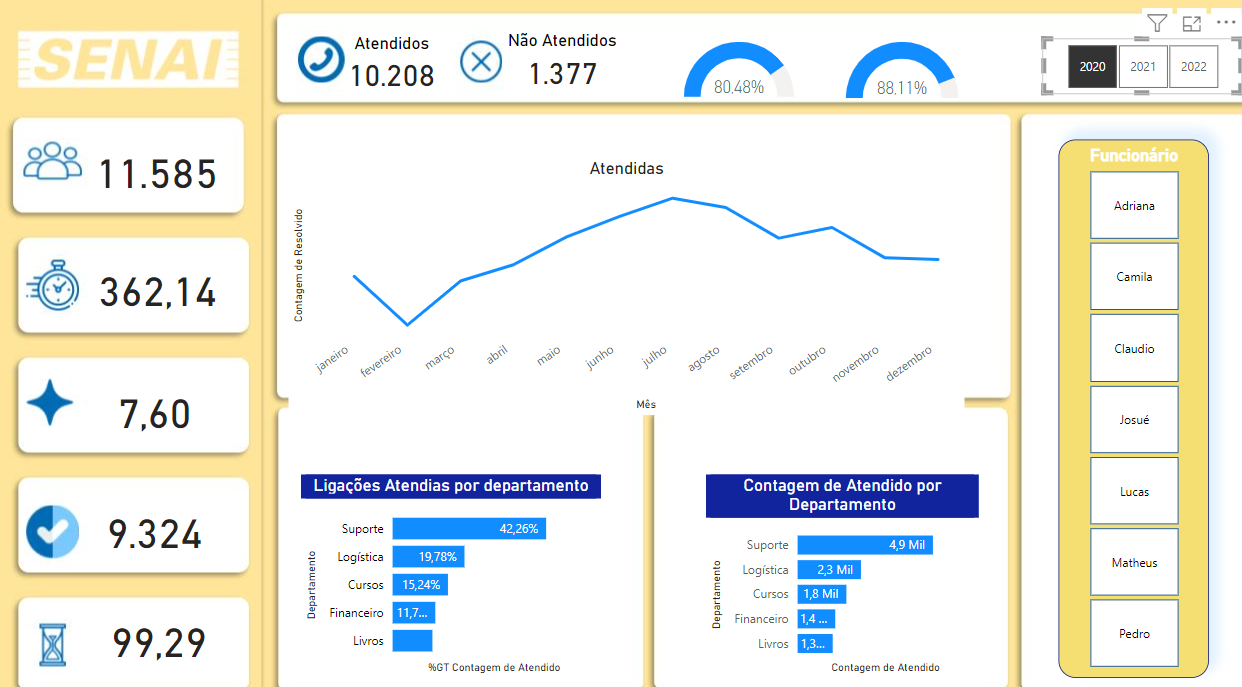 SENAI
Atendidos
10.208
Não Atendidos
1.377
80,48%
88,11%
2020
2021
2022
11.585
362,14
7,60
9.324
99,29
Atendidas
Contagem de Resolvido
janeiro
fevereiro
março
abril
maio
junho
julho
agosto
setembro
outubro
novembro
dezembro
Mês
Ligações Atendias por departamento
Departamento
Suporte
42,26%
Logística
19,78%
Cursos
15,24%
Financeiro
11,7...
Livros
%GT Contagem de Atendido
Contagem de Atendido por
Departamento
Departamento
Suporte
4,9 Mil
Logística
2,3 Mil
Cursos
1,8 Mil
Financeiro
1,4 ...
Livros
1,3...
Contagem de Atendido
Funcionário
Adriana
Camila
Claudio
Josué
Lucas
Matheus
Pedro